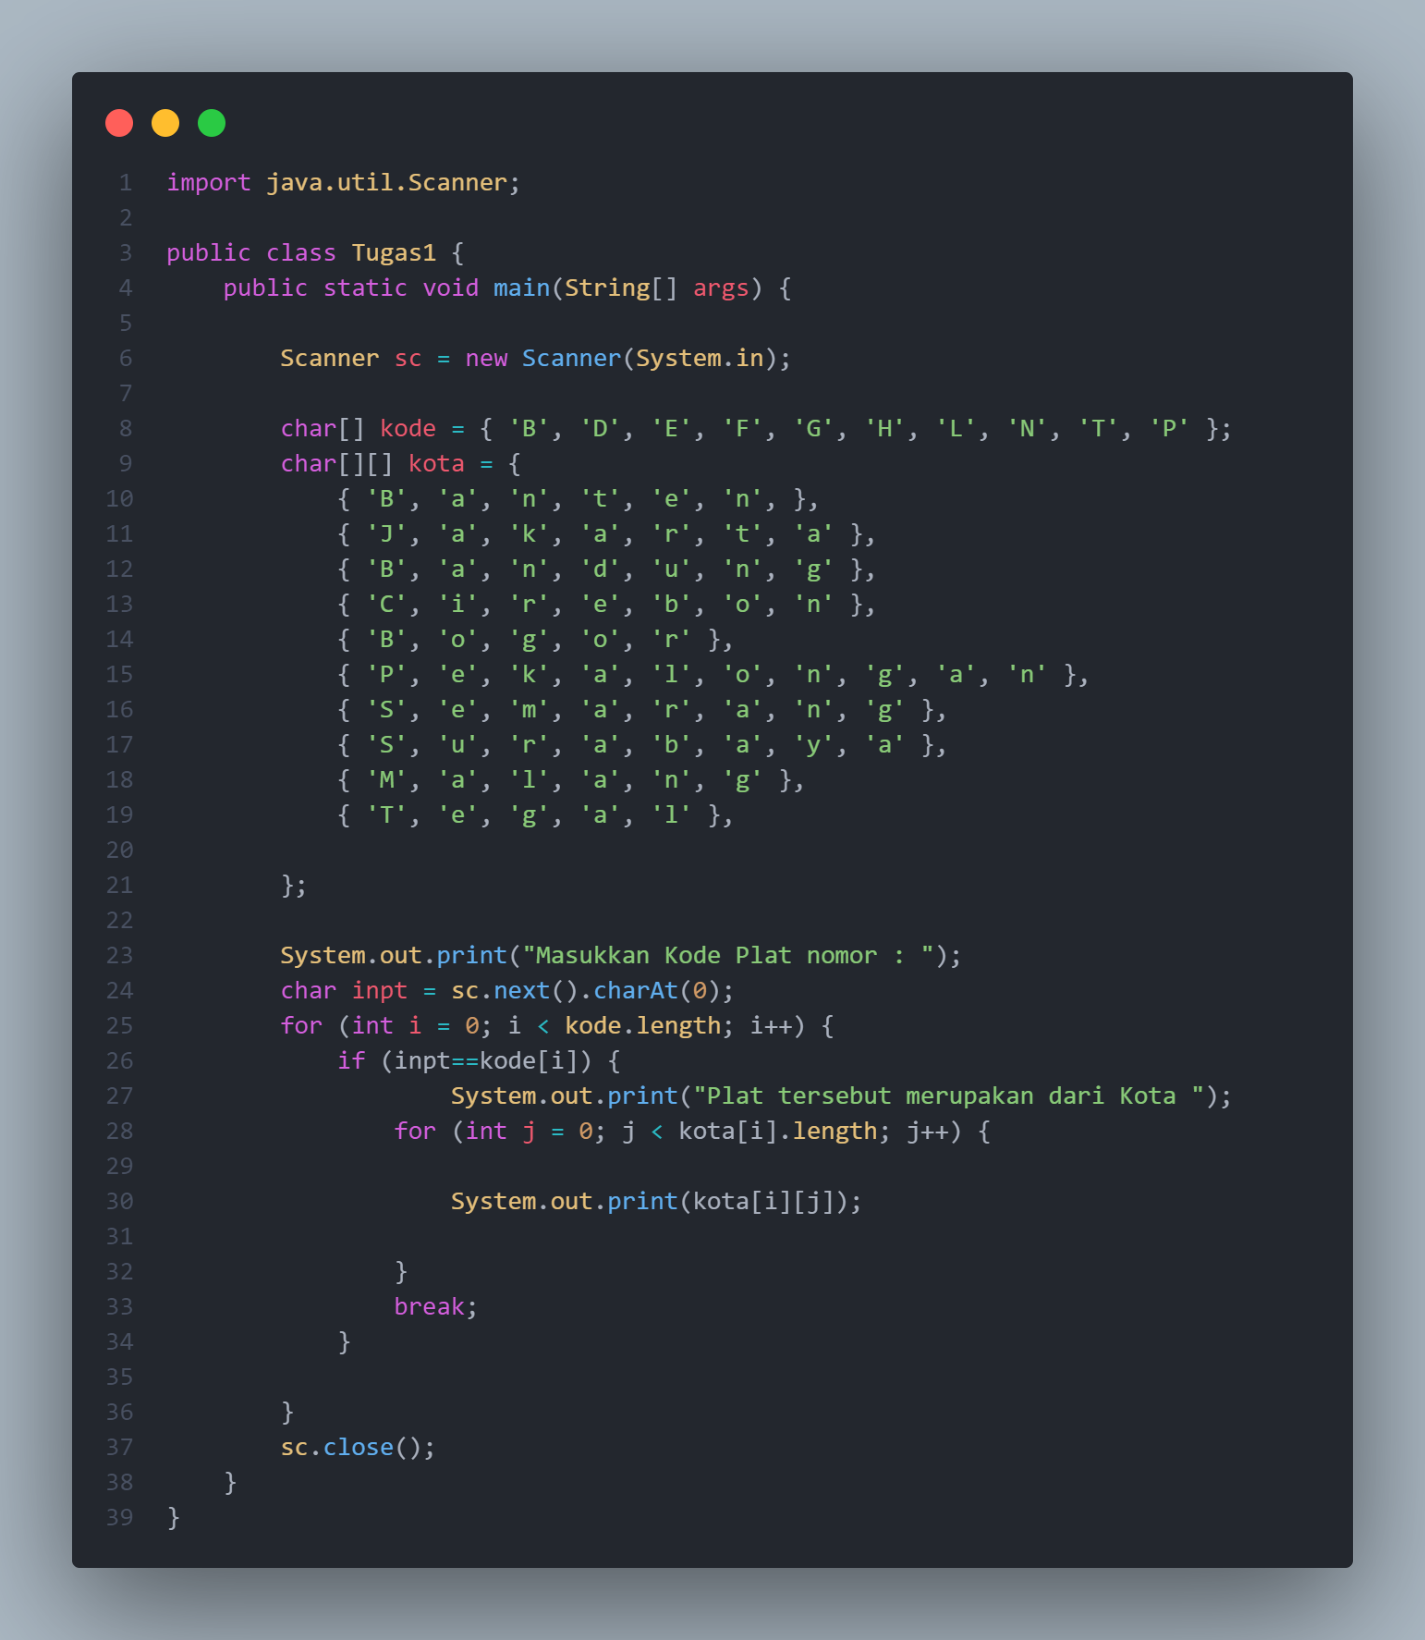 1 import java.util.Scanner;
2
3 public class Tugas1 {
4     public static void main(String[] args) {
5
6         Scanner sc = new Scanner(System.in);
7
8         char[] kode = { 'B', 'D', 'E', 'F', 'G', 'H', 'L', 'N', 'T', 'P' };
9         char[][] kota = {
10             { 'B', 'a', 'n', 't', 'e', 'n', },
11             { 'J', 'a', 'k', 'a', 'r', 't', 'a' },
12             { 'B', 'a', 'n', 'd', 'u', 'n', 'g' },
13             { 'C', 'i', 'r', 'e', 'b', 'o', 'n' },
14             { 'B', 'o', 'g', 'o', 'r' },
15             { 'P', 'e', 'k', 'a', 'l', 'o', 'n', 'g', 'a', 'n' },
16             { 'S', 'e', 'm', 'a', 'r', 'a', 'n', 'g' },
17             { 'S', 'u', 'r', 'a', 'b', 'a', 'y', 'a' },
18             { 'M', 'a', 'l', 'a', 'n', 'g' },
19             { 'T', 'e', 'g', 'a', 'l' },
20
21         };
22
23         System.out.print("Masukkan Kode Plat nomor : ");
24         char inpt = sc.next().charAt(0);
25         for (int i = 0; i < kode.length; i++) {
26             if (inpt==kode[i]) {
27                     System.out.print("Plat tersebut merupakan dari Kota ");
28                 for (int j = 0; j < kota[i].length; j++) {
29
30                     System.out.print(kota[i][j]);
31
32                 }
33                 break;
34             }
35
36         }
37         sc.close();
38     }
39 }